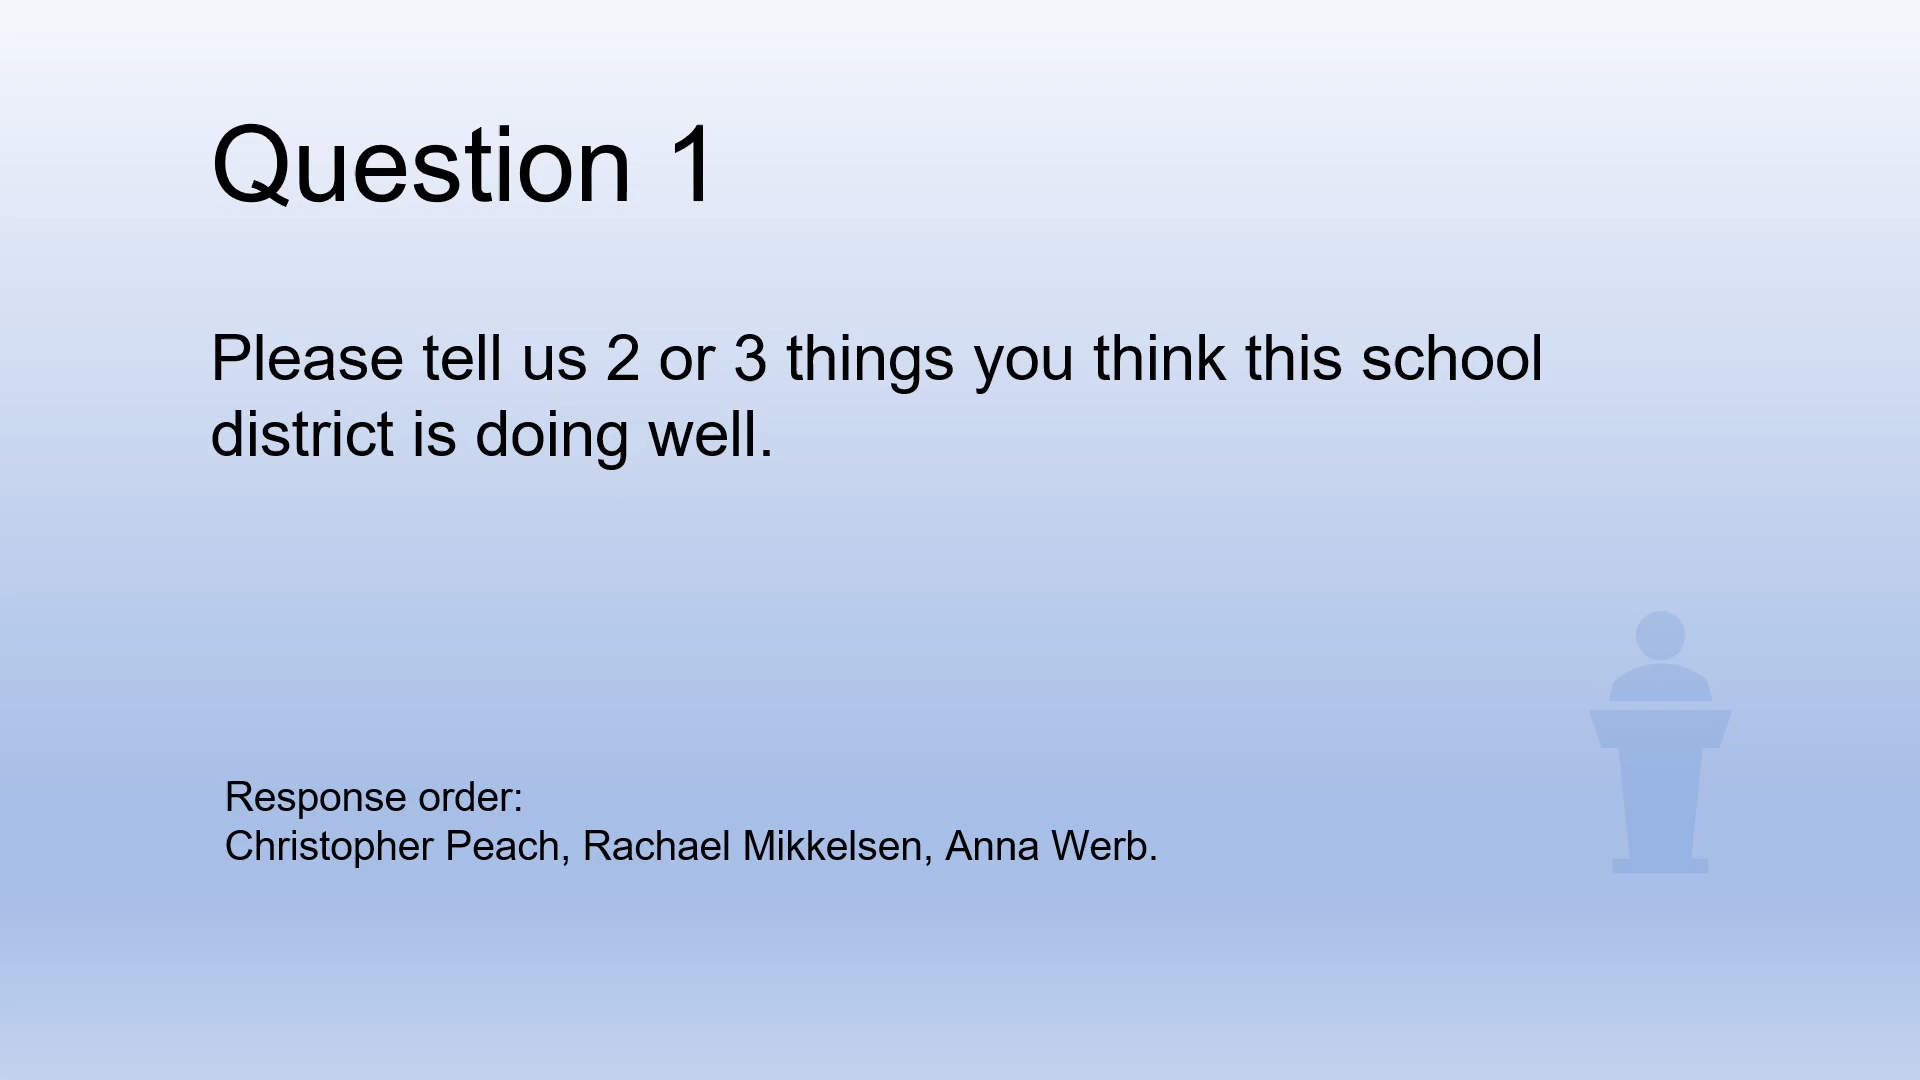 Question 1
Please tell us 2 or 3 things you think this school
district is doing well.
Response order:
Christopher Peach, Rachael Mikkelsen, Anna Werb.